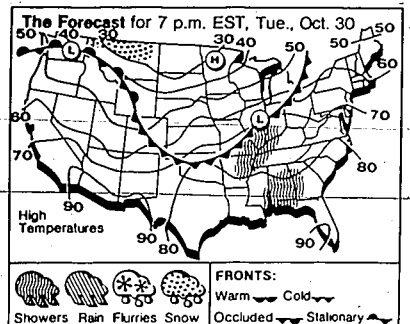 The Forecast for 7 p.m. EST, Tue., Oct. 30
50 40 30 30 40 50 50 50
L H 60
L
80 70
70 80
High
Temperatures
90 90 80 90
Showers Rain Flurries Snow
FRONTS:
Warm Cold
Occluded Stationary